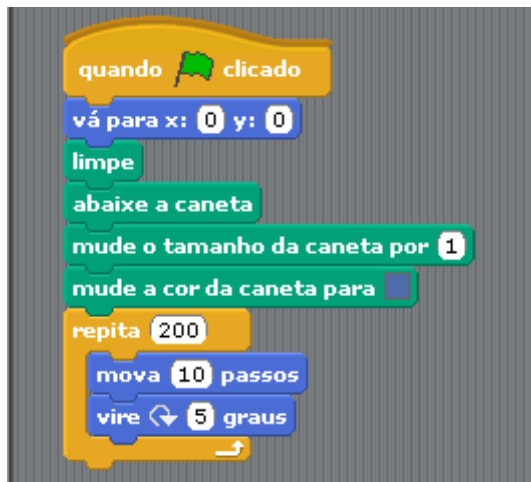 quando clicado
vá para x: 0 y: 0
limpe
abaixe a caneta
mude o tamanho da caneta por 1
mude a cor da caneta para
repita 200
mova 10 passos
vire 5 graus